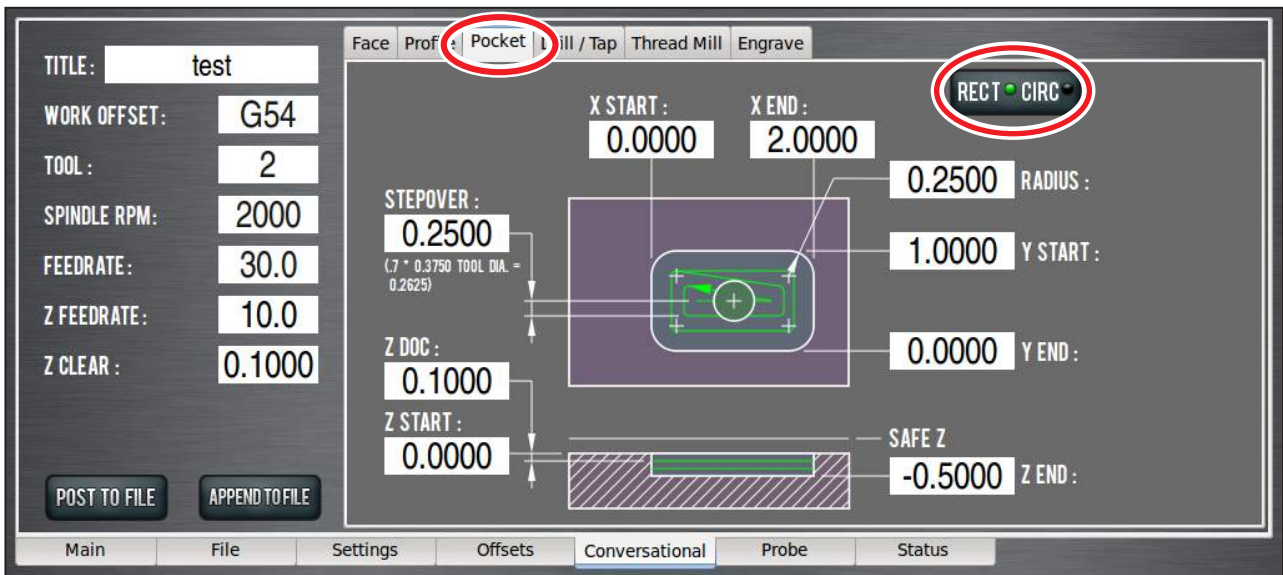 Face Profile Pocket Drill / Tap Thread Mill Engrave
TITLE: test
WORK OFFSET: G54
TOOL: 2
SPINDLE RPM: 2000
FEEDRATE: 30.0
Z FEEDRATE: 10.0
Z CLEAR: 0.1000
POST TO FILE APPEND TO FILE
RECT CIRC
X START: X END:
0.0000 2.0000
STEPOVER:
0.2500
(.7 * 0.3750 TOOL DIA. =
0.2625)
0.2500 RADIUS:
1.0000 Y START:
0.0000 Y END:
Z DOC:
0.1000
Z START:
0.0000
SAFE Z
-0.5000 Z END:
Main File Settings Offsets Conversational Probe Status